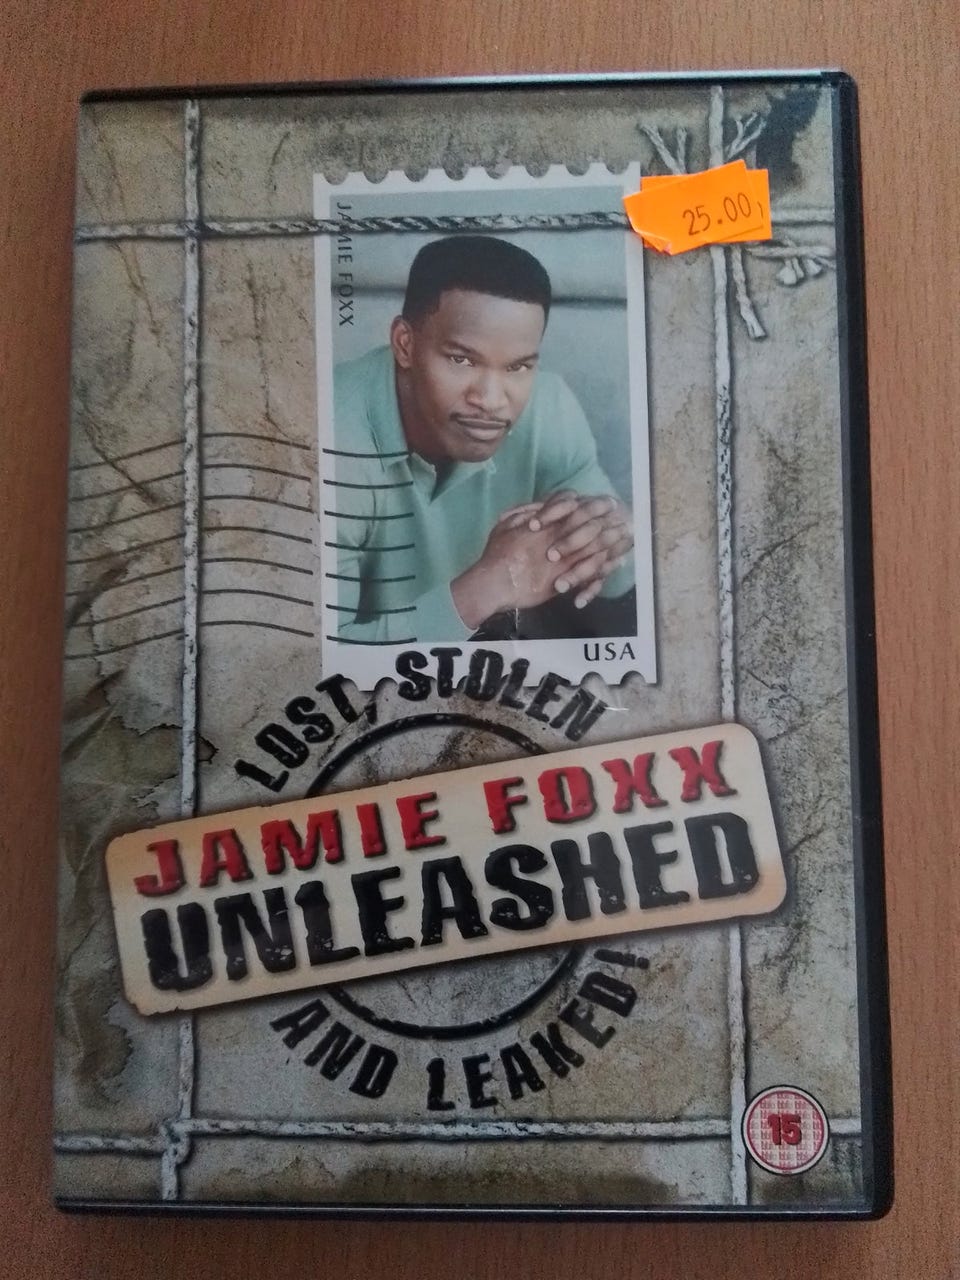 25.00
JAMIE FOXX
USA
LOST, STOLEN
JAMIE FOXX
UNLEASHED
AND LEAKED!
15